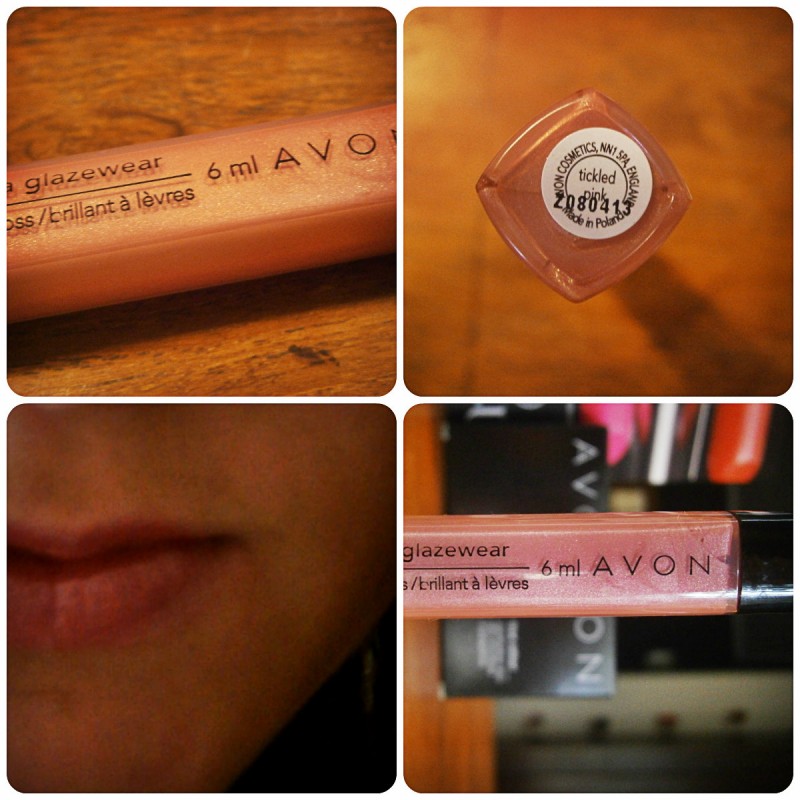 a glazewear
6 ml AVON
oss/brillant à lèvres
AVON COSMETICS, NN1 5PA, ENGLAND
tickled
pink
Z080413
Made in Poland
AVON
glazewear
6 ml AVON
s/brillant à lèvres